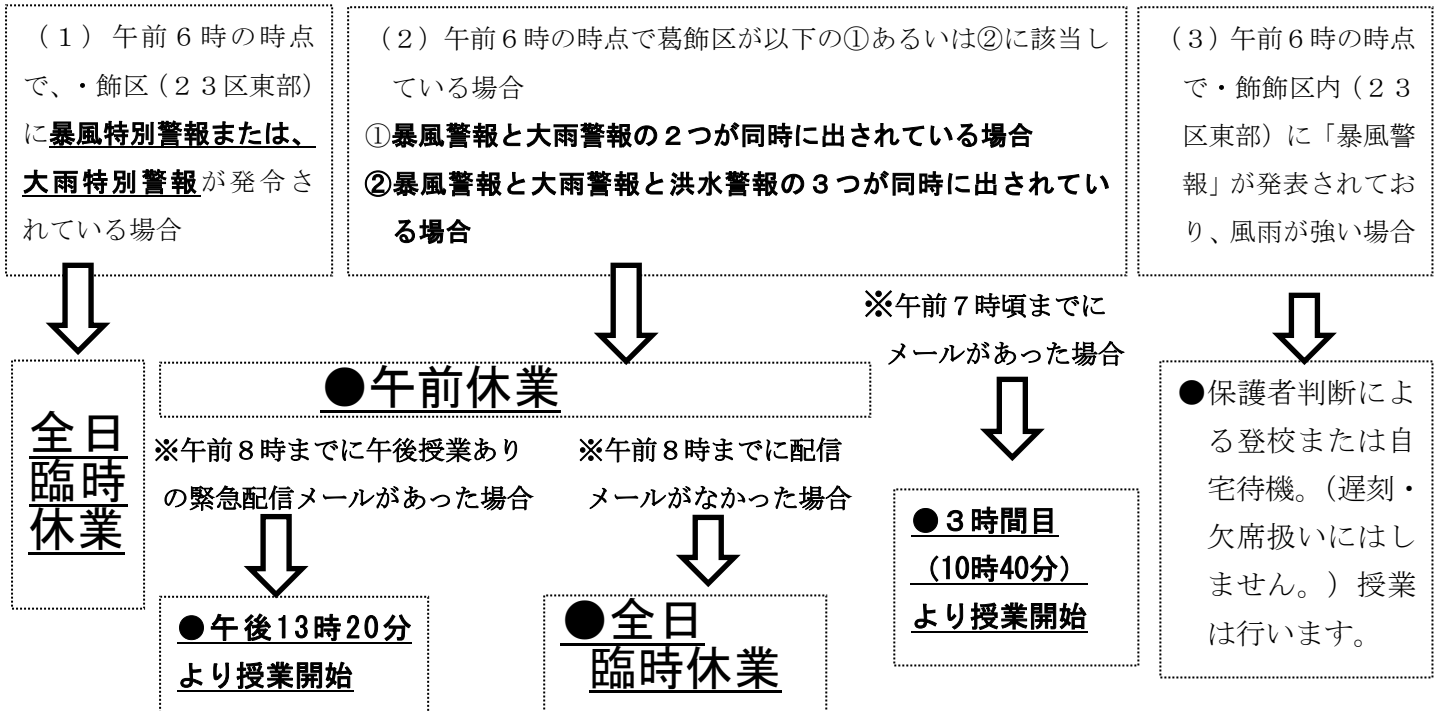 （１）午前６時の時点
で、・飾区（２３区東部）
に暴風特別警報または、
大雨特別警報が発令さ
れている場合
（２）午前６時の時点で葛飾区が以下の①あるいは②に該当し
ている場合
①暴風警報と大雨警報の２つが同時に出されている場合
②暴風警報と大雨警報と洪水警報の３つが同時に出されてい
る場合
（３）午前６時の時点
で・飾飾区内（２３
区東部）に「暴風警
報」が発表されてお
り、風雨が強い場合
※午前７時頃までに
メールがあった場合
全日
臨時
休業
●午前休業
※午前８時までに午後授業あり
の緊急配信メールがあった場合
※午前８時までに配信
メールがなかった場合
●午後13時20分
より授業開始
●全日
臨時休業
●３時間目
（10時40分）
より授業開始
●保護者判断によ
る登校または自
宅待機。（遅刻・
欠席扱いにはし
ません。）授業
は行います。